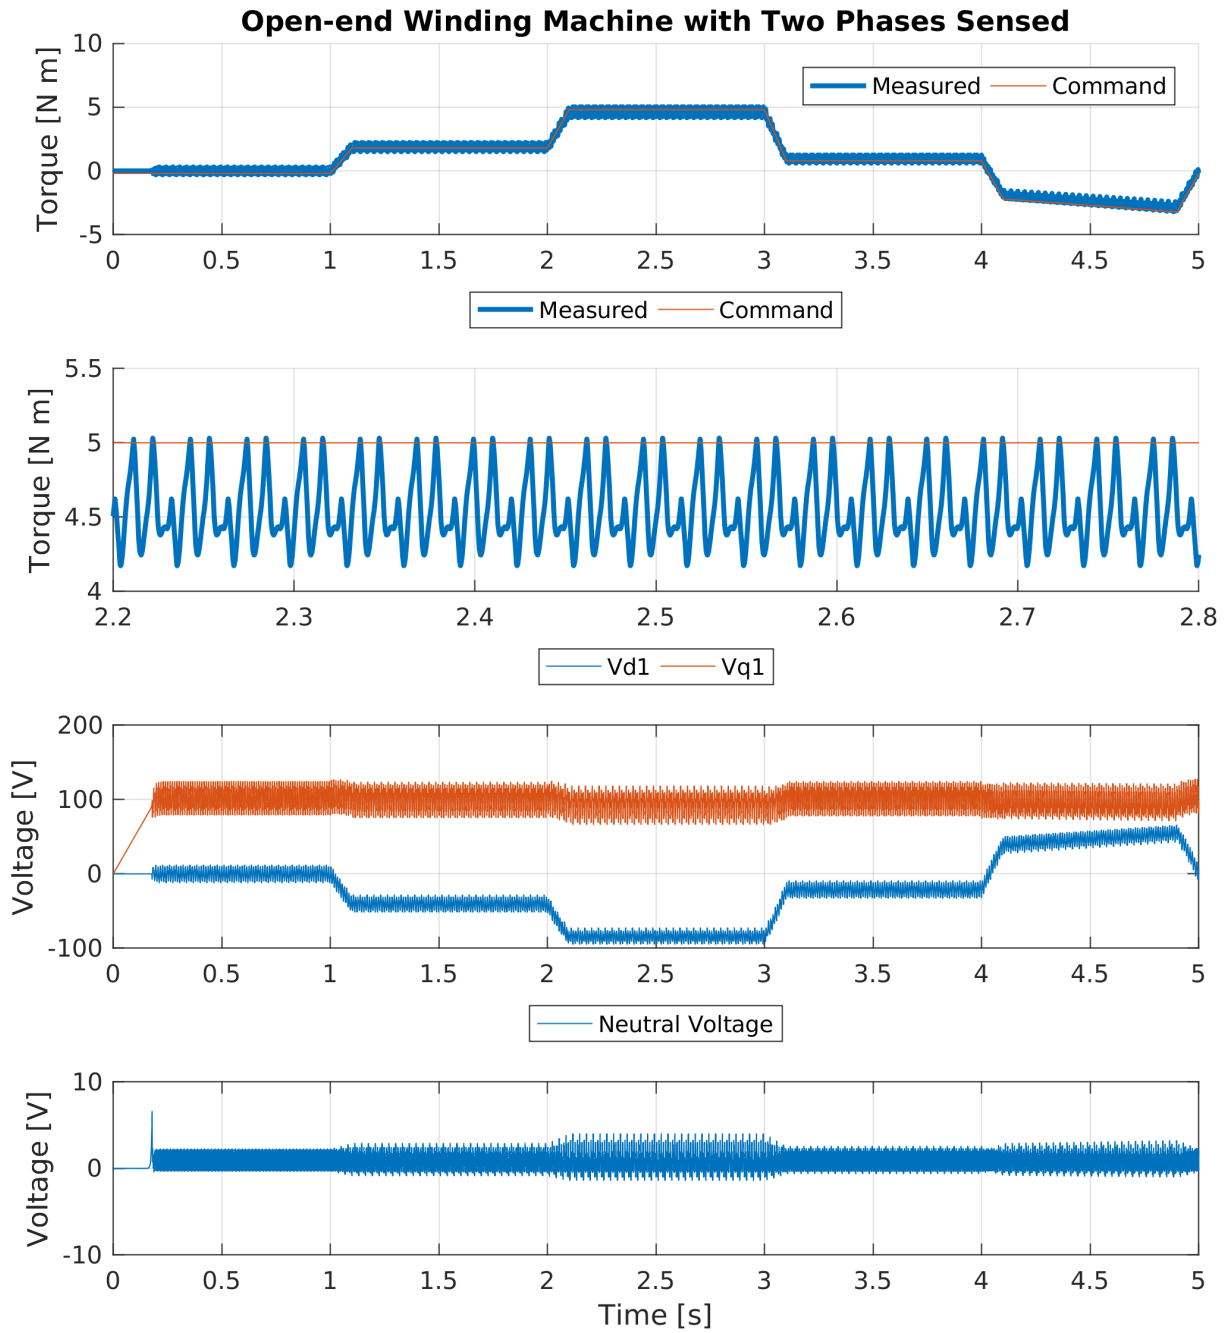 Open-end Winding Machine with Two Phases Sensed
10
5
0
-5
Torque [N m]
Measured Command
0 0.5 1 1.5 2 2.5 3 3.5 4 4.5 5
Measured Command
5.5
5
4.5
4
Torque [N m]
2.2 2.3 2.4 2.5 2.6 2.7 2.8
Vd1 Vq1
200
100
0
-100
Voltage [V]
0 0.5 1 1.5 2 2.5 3 3.5 4 4.5 5
Neutral Voltage
10
0
-10
Voltage [V]
0 0.5 1 1.5 2 2.5 3 3.5 4 4.5 5
Time [s]